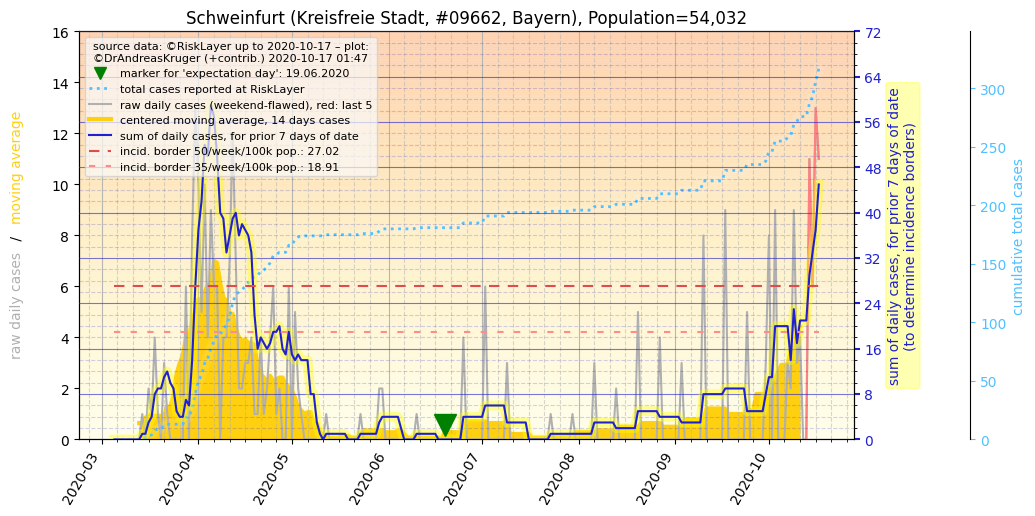 Schweinfurt (Kreisfreie Stadt, #09662, Bayern), Population=54,032
source data: ©RiskLayer up to 2020-10-17 – plot:
©DrAndreasKruger (+contrib.) 2020-10-17 01:47
marker for 'expectation day': 19.06.2020
total cases reported at RiskLayer
raw daily cases (weekend-flawed), red: last 5
centered moving average, 14 days cases
sum of daily cases, for prior 7 days of date
incid. border 50/week/100k pop.: 27.02
incid. border 35/week/100k pop.: 18.91
raw daily cases / moving average
16
14
12
10
8
6
4
2
0
2020-03
2020-04
2020-05
2020-06
2020-07
2020-08
2020-09
2020-10
72
64
56
48
40
32
24
16
8
0
sum of daily cases, for prior 7 days of date
(to determine incidence borders)
300
250
200
150
100
50
0
cumulative total cases